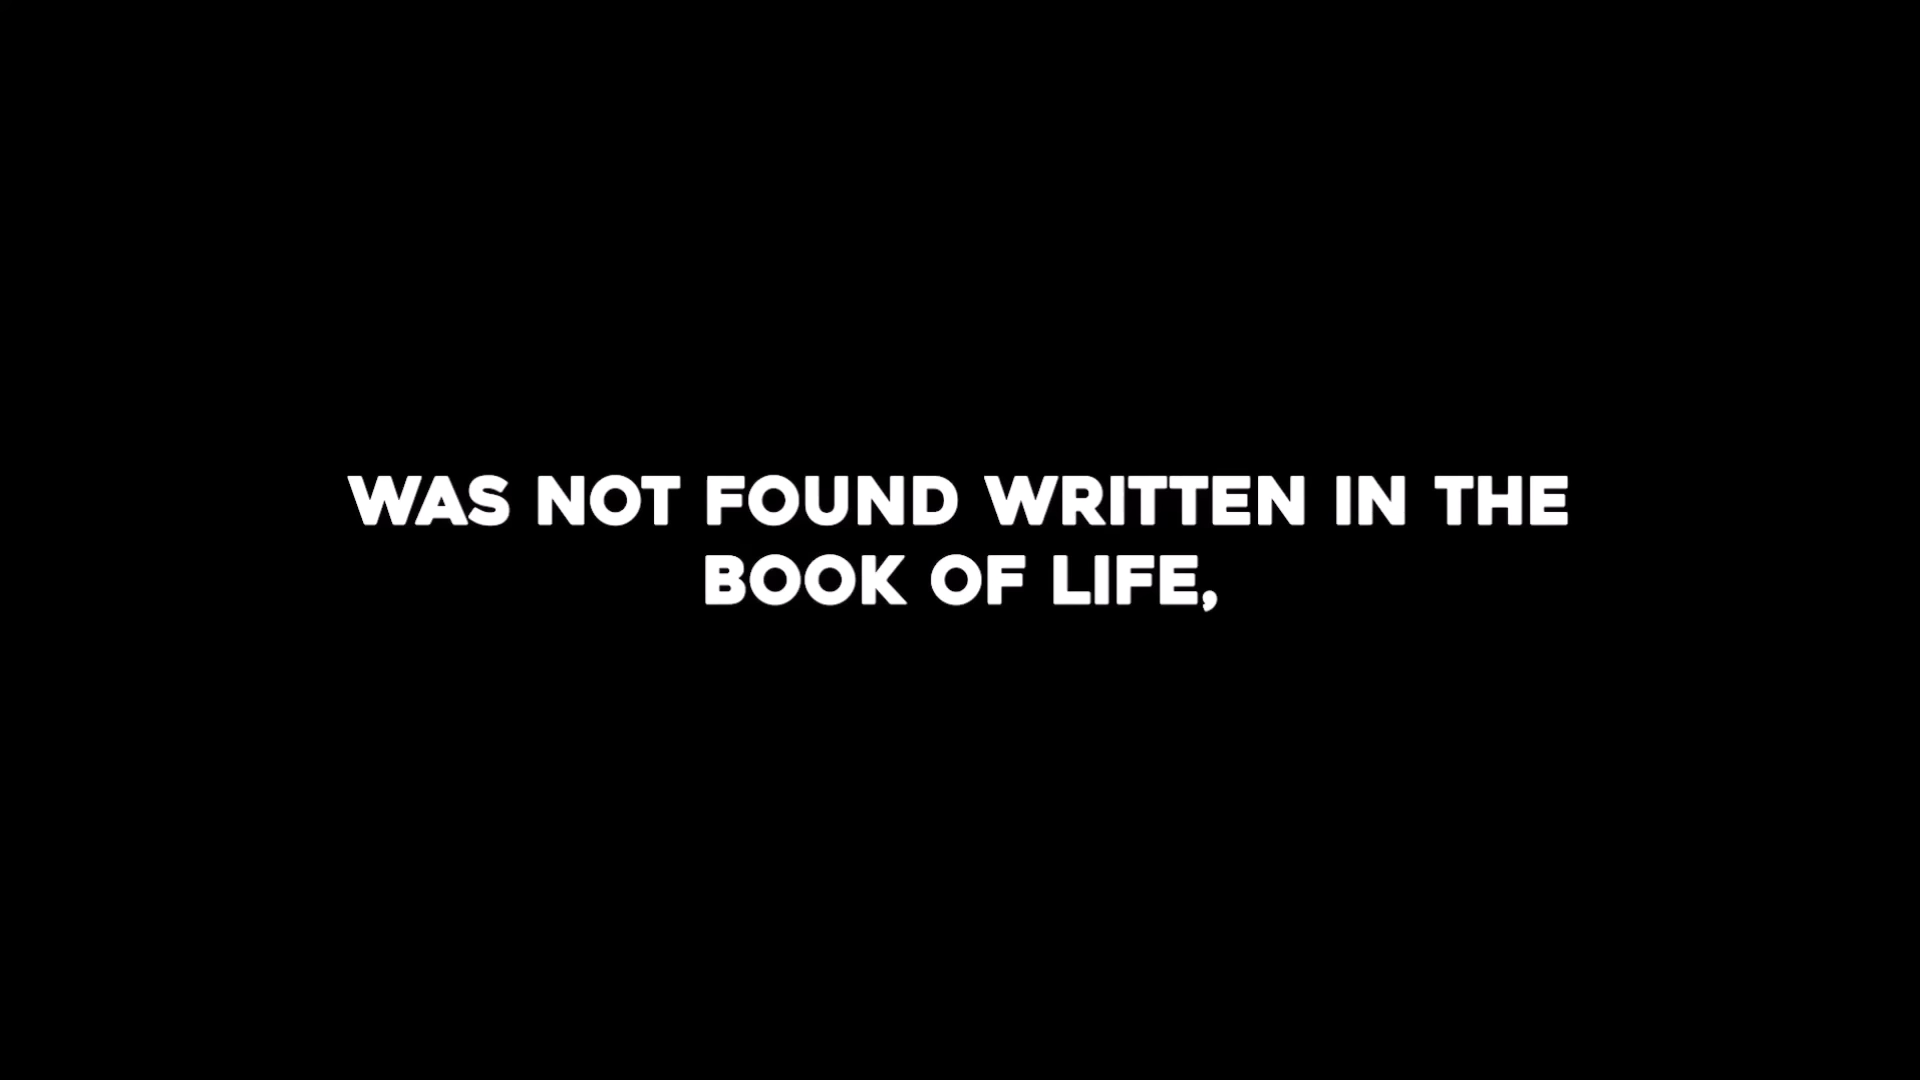 WAS NOT FOUND WRITTEN IN THE
BOOK OF LIFE,